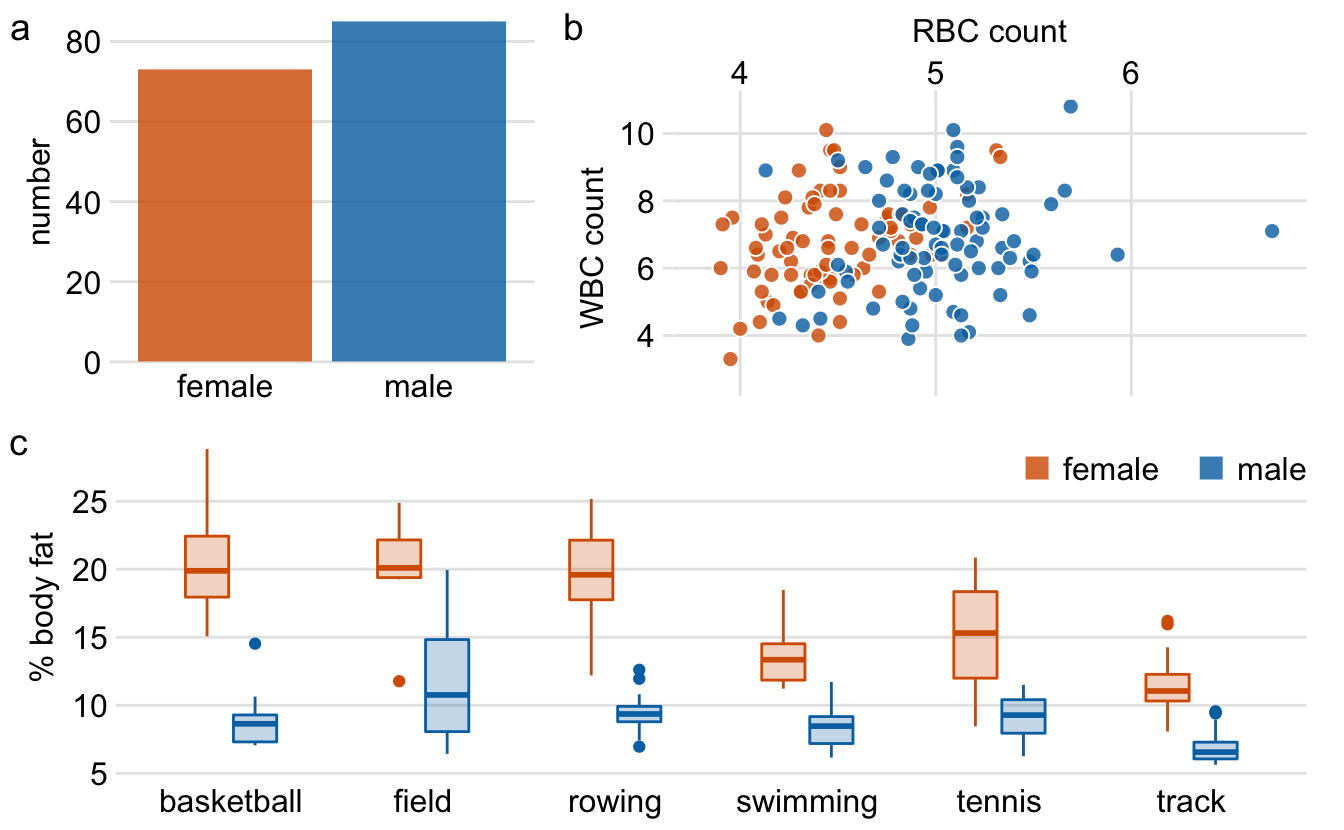 a
80
60
40
20
0
number
female male
b
RBC count
4 5 6
10
8
6
4
WBC count
c
female male
25
20
15
10
5
% body fat
basketball field rowing swimming tennis track